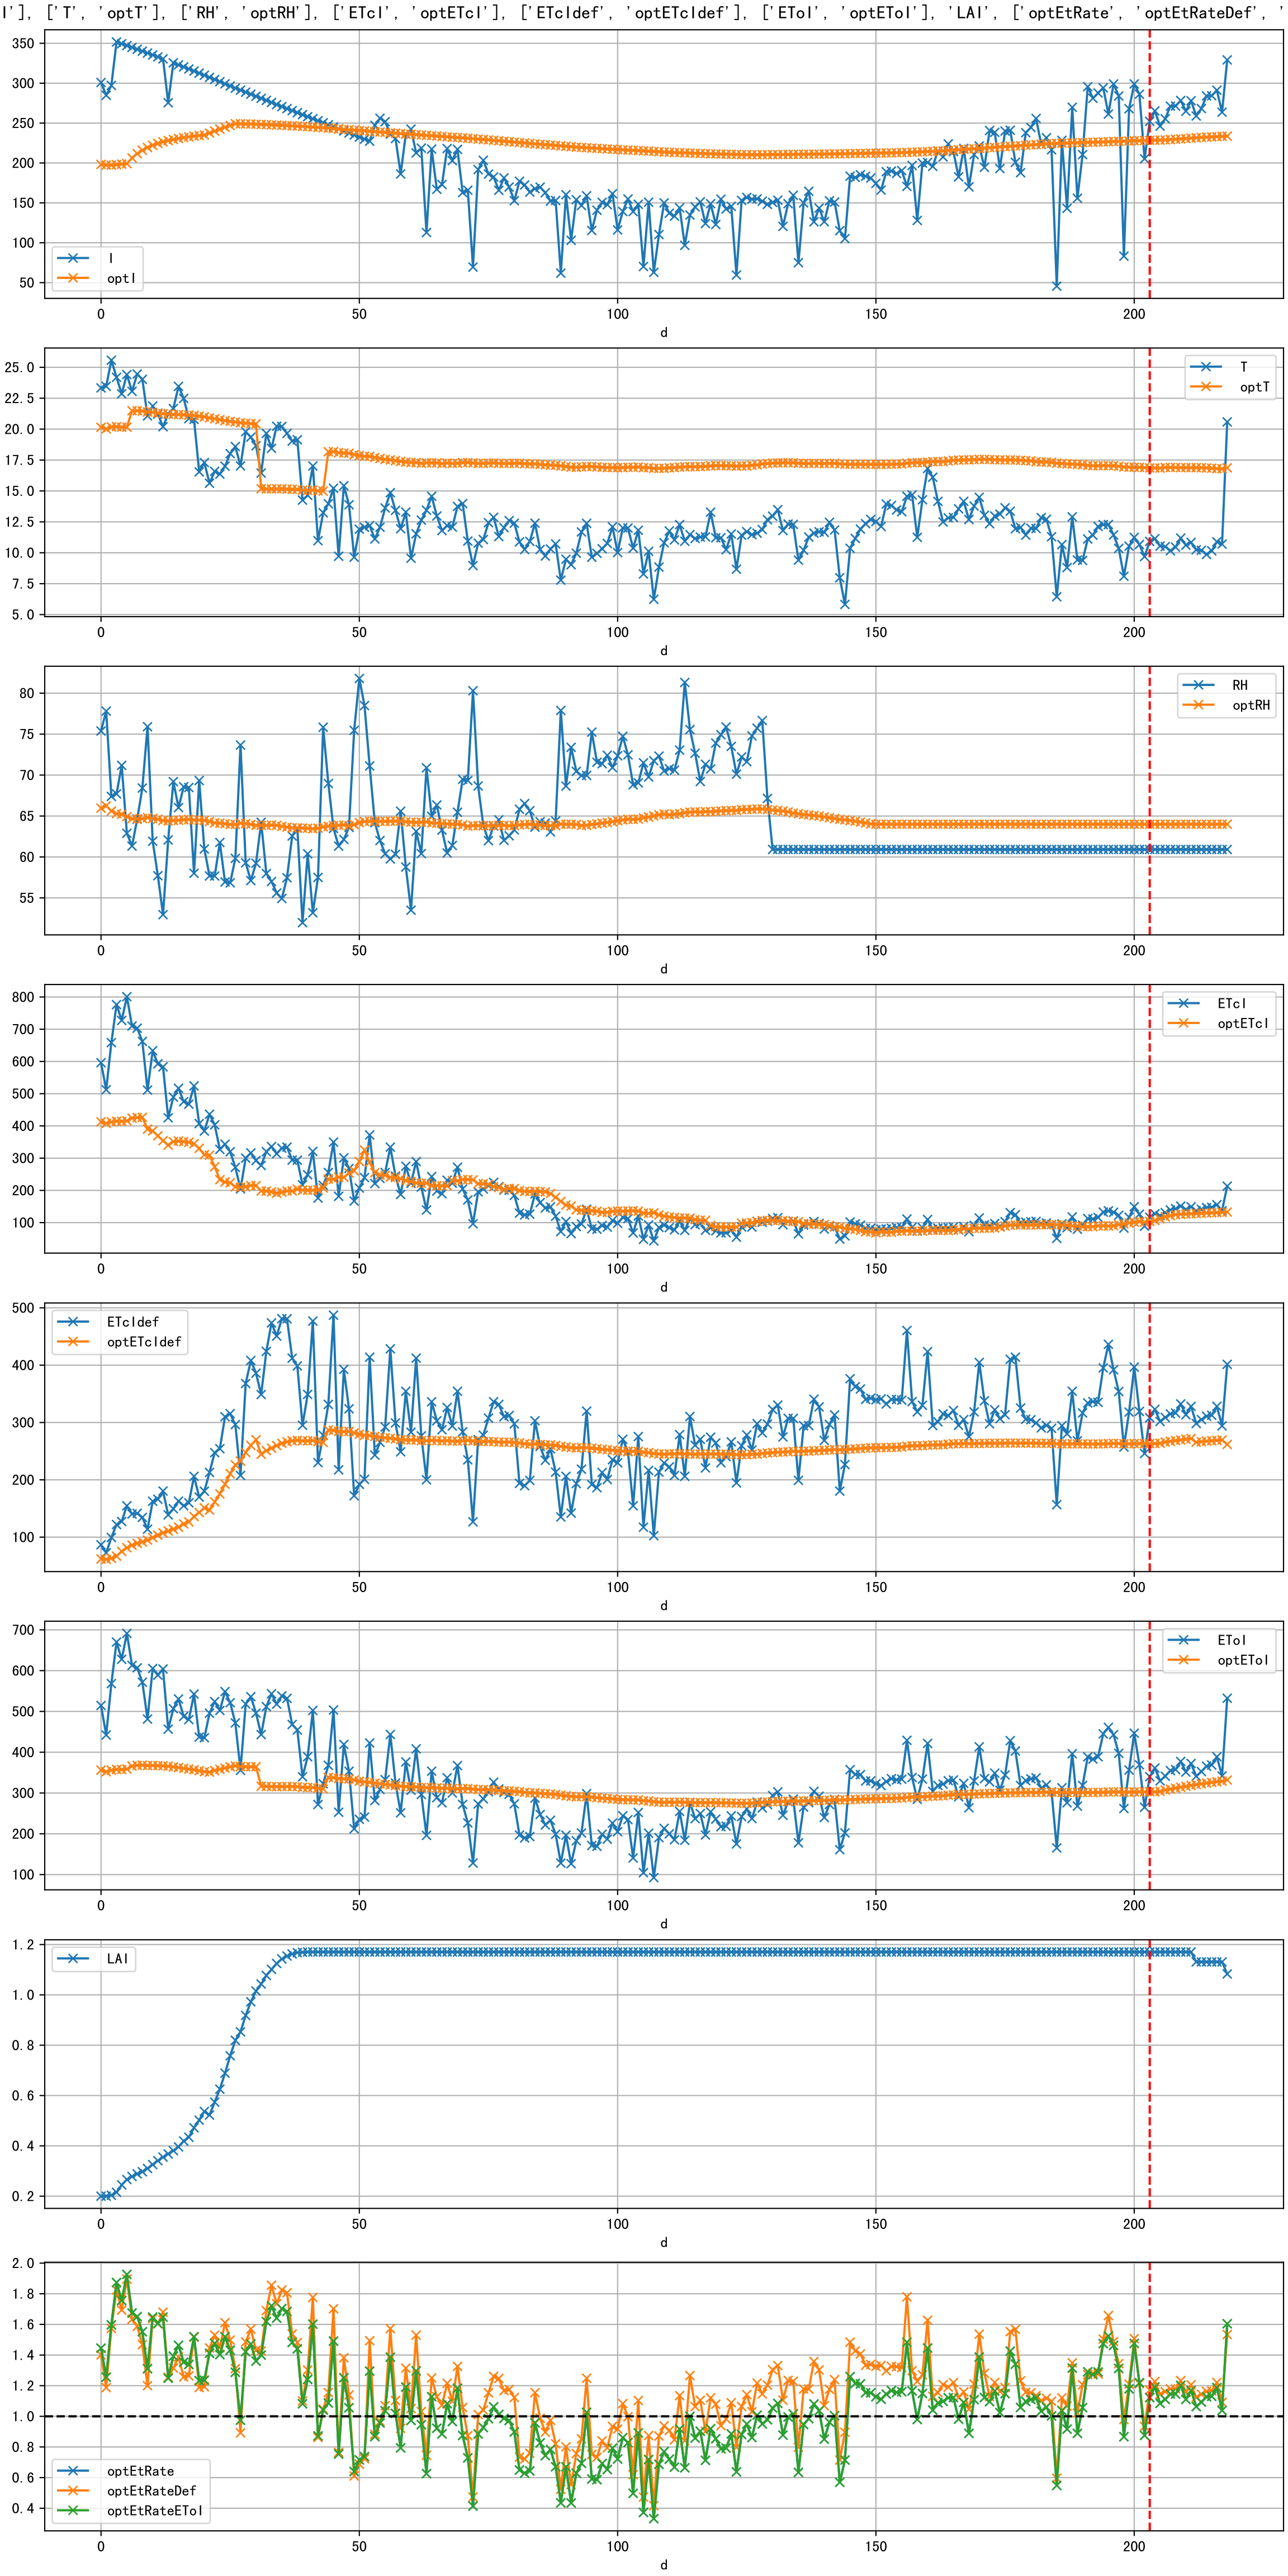 I'], ['T', 'optT'], ['RH', 'optRH'], ['ETcI', 'optETcI'], ['ETcIdef', 'optETcIdef'], ['EToI', 'optEToI'], 'LAI', ['optEtRate', 'optEtRateDef', '
350
300
250
200
150
100
50
I
optI
0 50 100 150 200
d
25.0
22.5
20.0
17.5
15.0
12.5
10.0
7.5
5.0
T
optT
0 50 100 150 200
d
80
75
70
65
60
55
RH
optRH
0 50 100 150 200
d
800
700
600
500
400
300
200
100
ETcI
optETcI
0 50 100 150 200
d
500
400
300
200
100
ETcIdef
optETcIdef
0 50 100 150 200
d
700
600
500
400
300
200
100
EToI
optEToI
0 50 100 150 200
d
1.2
1.0
0.8
0.6
0.4
0.2
LAI
0 50 100 150 200
d
2.0
1.8
1.6
1.4
1.2
1.0
0.8
0.6
0.4
optEtRate
optEtRateDef
optEtRateEToI
0 50 100 150 200
d